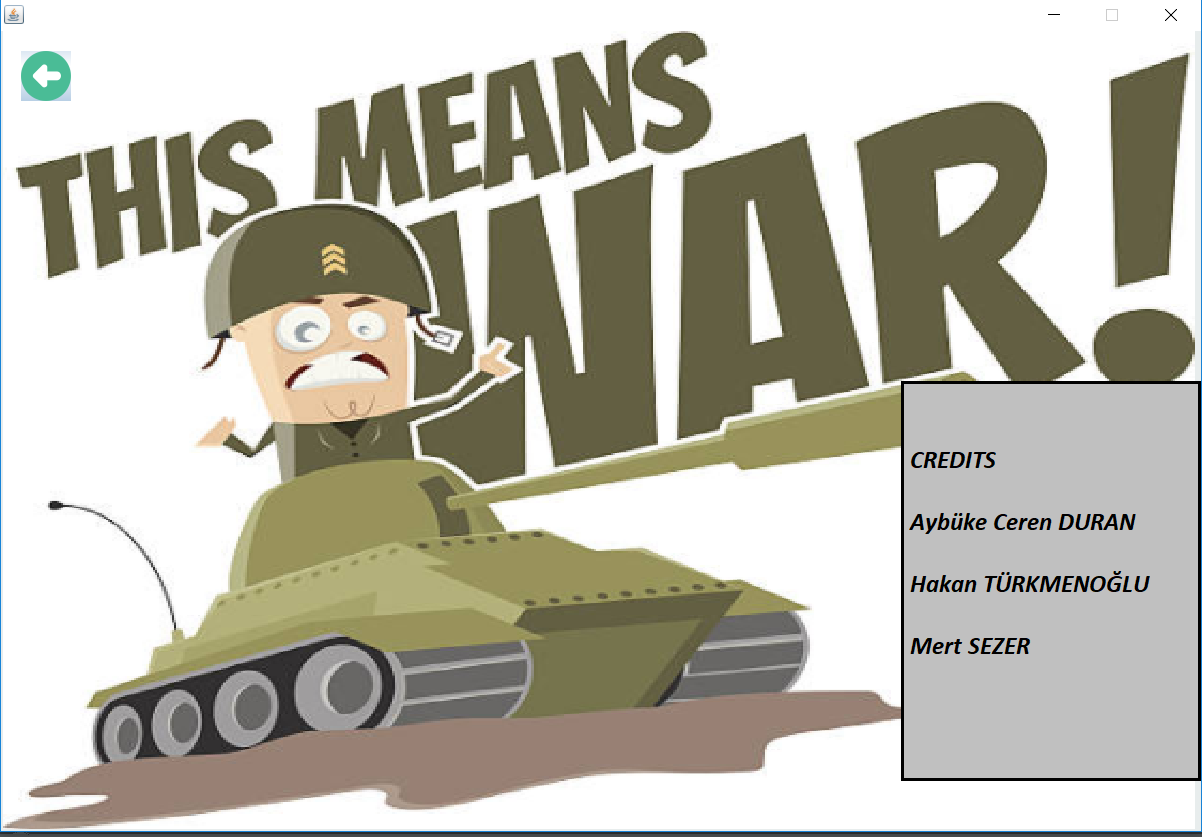 THIS MEANS
WAR!
CREDITS
Aybüke Ceren DURAN
Hakan TÜRKMENOĞLU
Mert SEZER